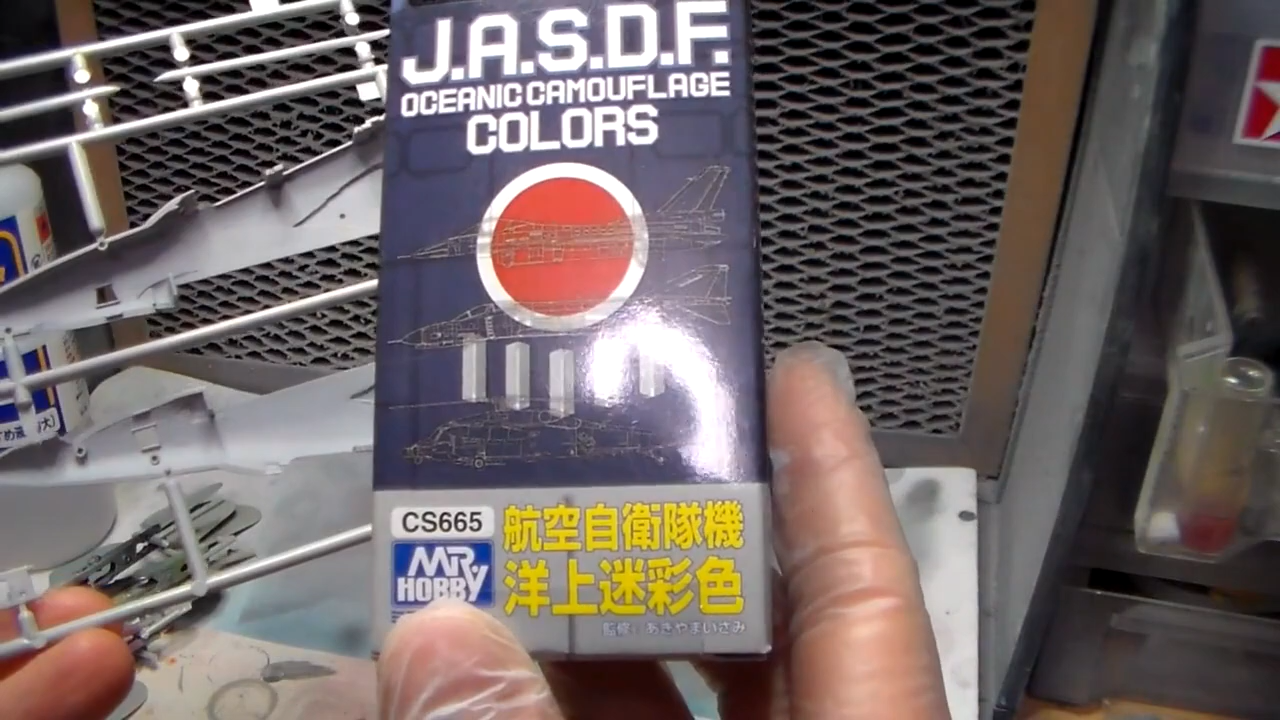 J.A.S.D.F.
OCEANIC CAMOUFLAGE
COLORS
CS665
MR.
HOBBY
航空自衛隊機
洋上迷彩色
監修：あきやまいさみ